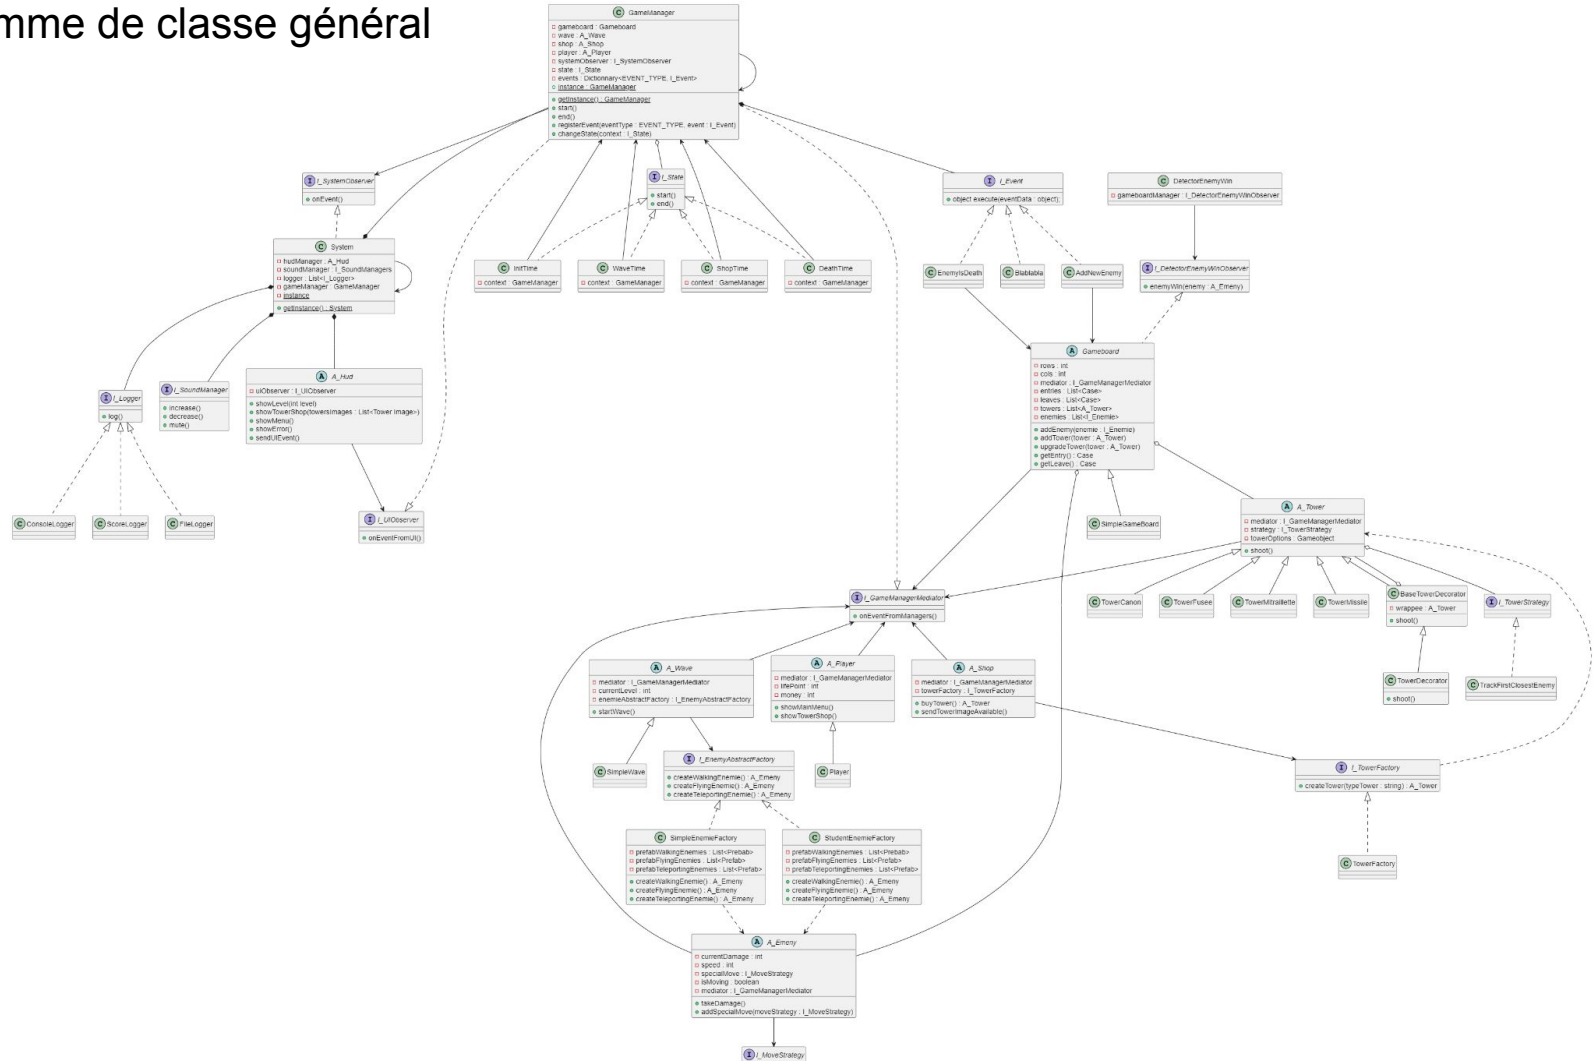 mme de classe général
C GameManager
gameboard : Gameboard
wave : A_Wave
shop : A_Shop
player : A_Player
systemObserver : I_SystemObserver
state : I_State
events : Dictionnary<EVENT_TYPE, I_Event>
instance : GameManager
getInstance() : GameManager
start()
end()
registerEvent(eventType : EVENT_TYPE, event : I_Event)
changeState(context : I_State)
I I_SystemObserver
onEvent()
I I_State
start()
end()
I I_Event
object execute(eventData : object);
C DetectorEnemyWin
gameboardManager : I_DetectorEnemyWinObserver
C System
hudManager : A_Hud
soundManager : I_SoundManagers
logger : List<I_Logger>
gameManager : GameManager
instance
getInstance() : System
C InitTime
context : GameManager
C WaveTime
context : GameManager
C ShopTime
context : GameManager
C DeathTime
context : GameManager
C EnemyIsDeath
C Blablabla
C AddNewEnemy
I I_DetectorEnemyWinObserver
enemyWin(enemy : A_Emeny)
I I_Logger
log()
I I_SoundManager
increase()
decrease()
mute()
A A_Hud
uiObserver : I_UIObserver
showLevel(int level)
showTowerShop(towersImages : List<Tower image>)
showMenu()
showError()
sendUIEvent()
A Gameboard
rows : int
cols : int
mediator : I_GameManagerMediator
entries : List<Case>
leaves : List<Case>
towers : List<A_Tower>
enemies : List<I_Enemie>
addEnemy(enemie : I_Enemie)
addTower(tower : A_Tower)
upgradeTower(tower : A_Tower)
getEntry() : Case
getLeave() : Case
C ConsoleLogger
C ScoreLogger
C FileLogger
I I_UIObserver
onEventFromUI()
C SimpleGameBoard
A A_Tower
mediator : I_GameManagerMediator
strategy : I_TowerStrategy
towerOptions : Gameobject
shoot()
I I_GameManagerMediator
onEventFromManagers()
C TowerCanon
C TowerFusee
C TowerMitraillette
C TowerMissile
C BaseTowerDecorator
wrappee : A_Tower
shoot()
I I_TowerStrategy
A A_Wave
mediator : I_GameManagerMediator
currentLevel : int
enemieAbstractFactory : I_EnemyAbstractFactory
startWave()
A A_Player
mediator : I_GameManagerMediator
lifePoint : int
money : int
showMainMenu()
showTowerShop()
A A_Shop
mediator : I_GameManagerMediator
towerFactory : I_TowerFactory
buyTower() : A_Tower
sendTowerImageAvailable()
C TowerDecorator
shoot()
C TrackFirstClosestEnemy
C SimpleWave
I I_EnemyAbstractFactory
createWalkingEnemie() : A_Emeny
createFlyingEnemie() : A_Emeny
createTeleportingEnemie() : A_Emeny
C Player
I I_TowerFactory
createTower(typeTower : string) : A_Tower
C SimpleEnemieFactory
prefabWalkingEnemies : List<Prebab>
prefabFlyingEnemies : List<Prefab>
prefabTeleportingEnemies : List<Prefab>
createWalkingEnemie() : A_Emeny
createFlyingEnemie() : A_Emeny
createTeleportingEnemie() : A_Emeny
C StudentEnemieFactory
prefabWalkingEnemies : List<Prebab>
prefabFlyingEnemies : List<Prefab>
prefabTeleportingEnemies : List<Prefab>
createWalkingEnemie() : A_Emeny
createFlyingEnemie() : A_Emeny
createTeleportingEnemie() : A_Emeny
C TowerFactory
A A_Emeny
currentDamage : int
speed : int
specialMove : I_MoveStrategy
isMoving : boolean
mediator : I_GameManagerMediator
takeDamage()
addSpecialMove(moveStrategy : I_MoveStrategy)
I I_MoveStrategy